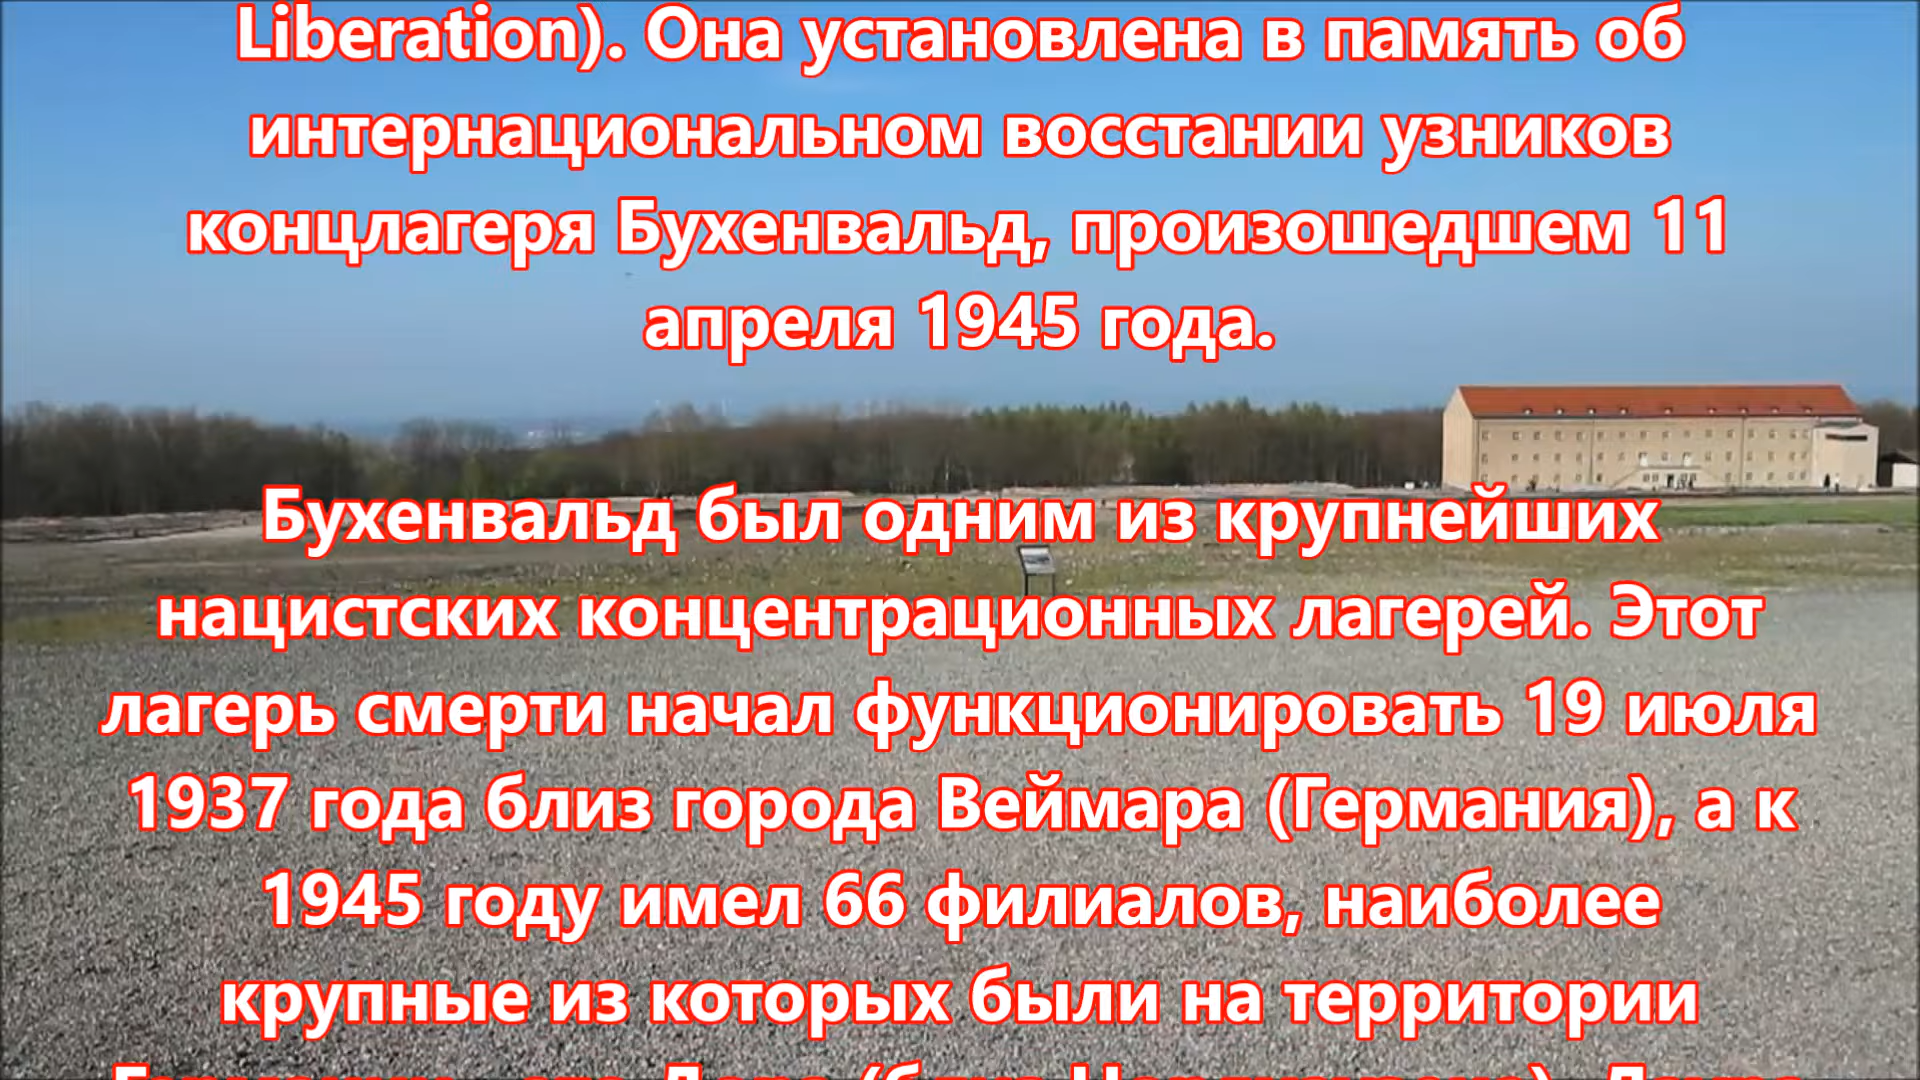 Liberation). Она установлена в память об
интернациональном восстании узников
концлагеря Бухенвальд, произошедшем 11
апреля 1945 года.
Бухенвальд был одним из крупнейших
нацистских концентрационных лагерей. Этот
лагерь смерти начал функционировать 19 июля
1937 года близ города Веймара (Германия), а к
1945 году имел 66 филиалов, наиболее
крупные из которых были на территории